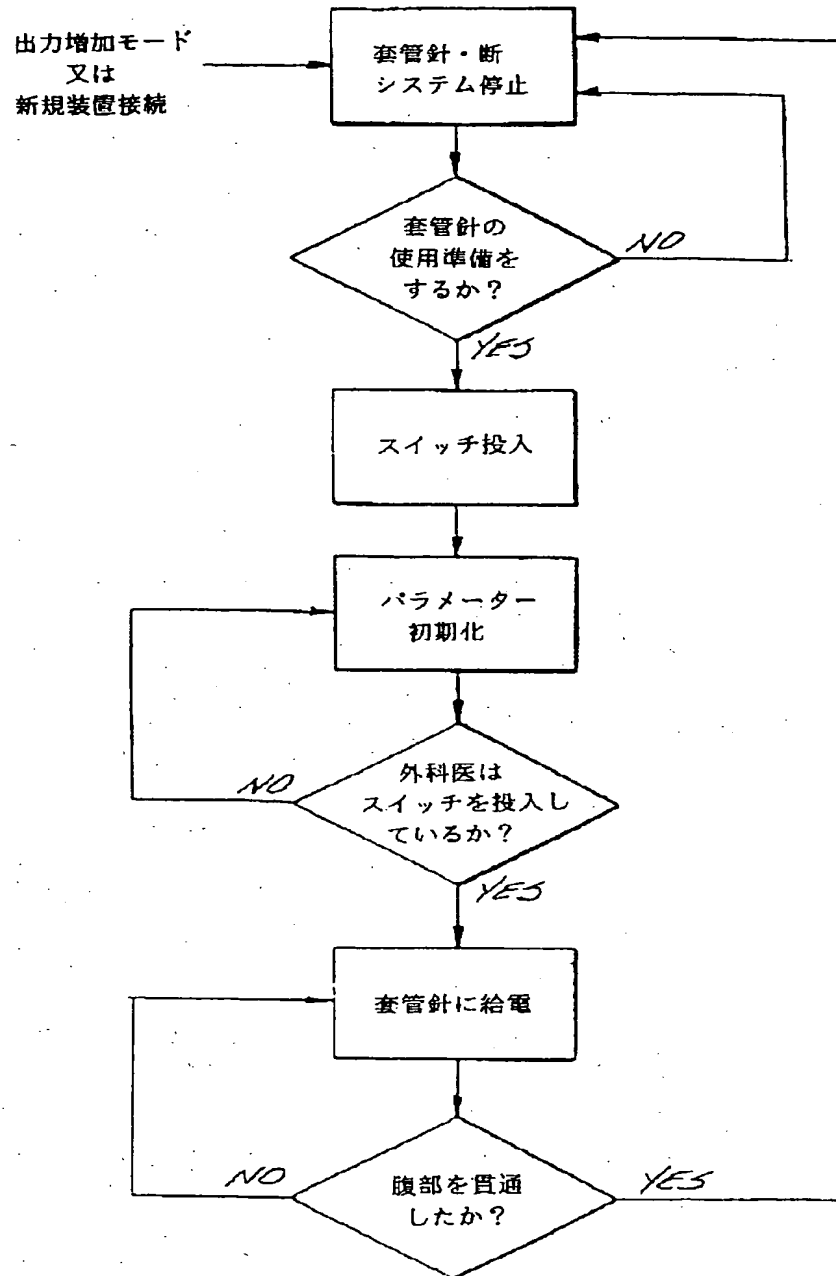 出力増加モード
又は
新規装置接続
套管針・断
システム停止
套管針の
使用準備を
するか?
NO
YES
スイッチ投入
パラメーター
初期化
外科医は
スイッチを投入し
ているか?
NO
YES
套管針に給電
腹部を貫通
したか?
NO
YES